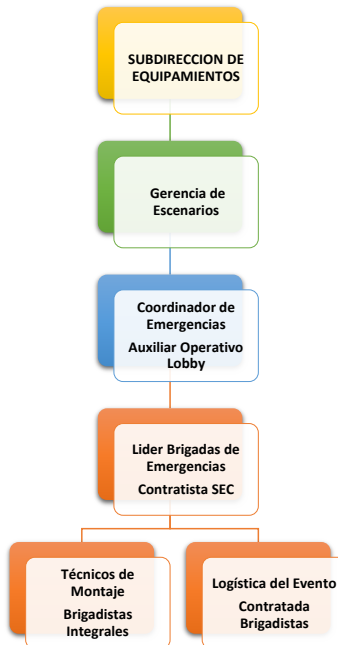 SUBDIRECCION DE
EQUIPAMIENTOS
Gerencia de
Escenarios
Coordinador de
Emergencias
Auxiliar Operativo
Lobby
Lider Brigadas de
Emergencias
Contratista SEC
Técnicos de
Montaje
Brigadistas
Integrales
Logística del Evento
Contratada
Brigadistas